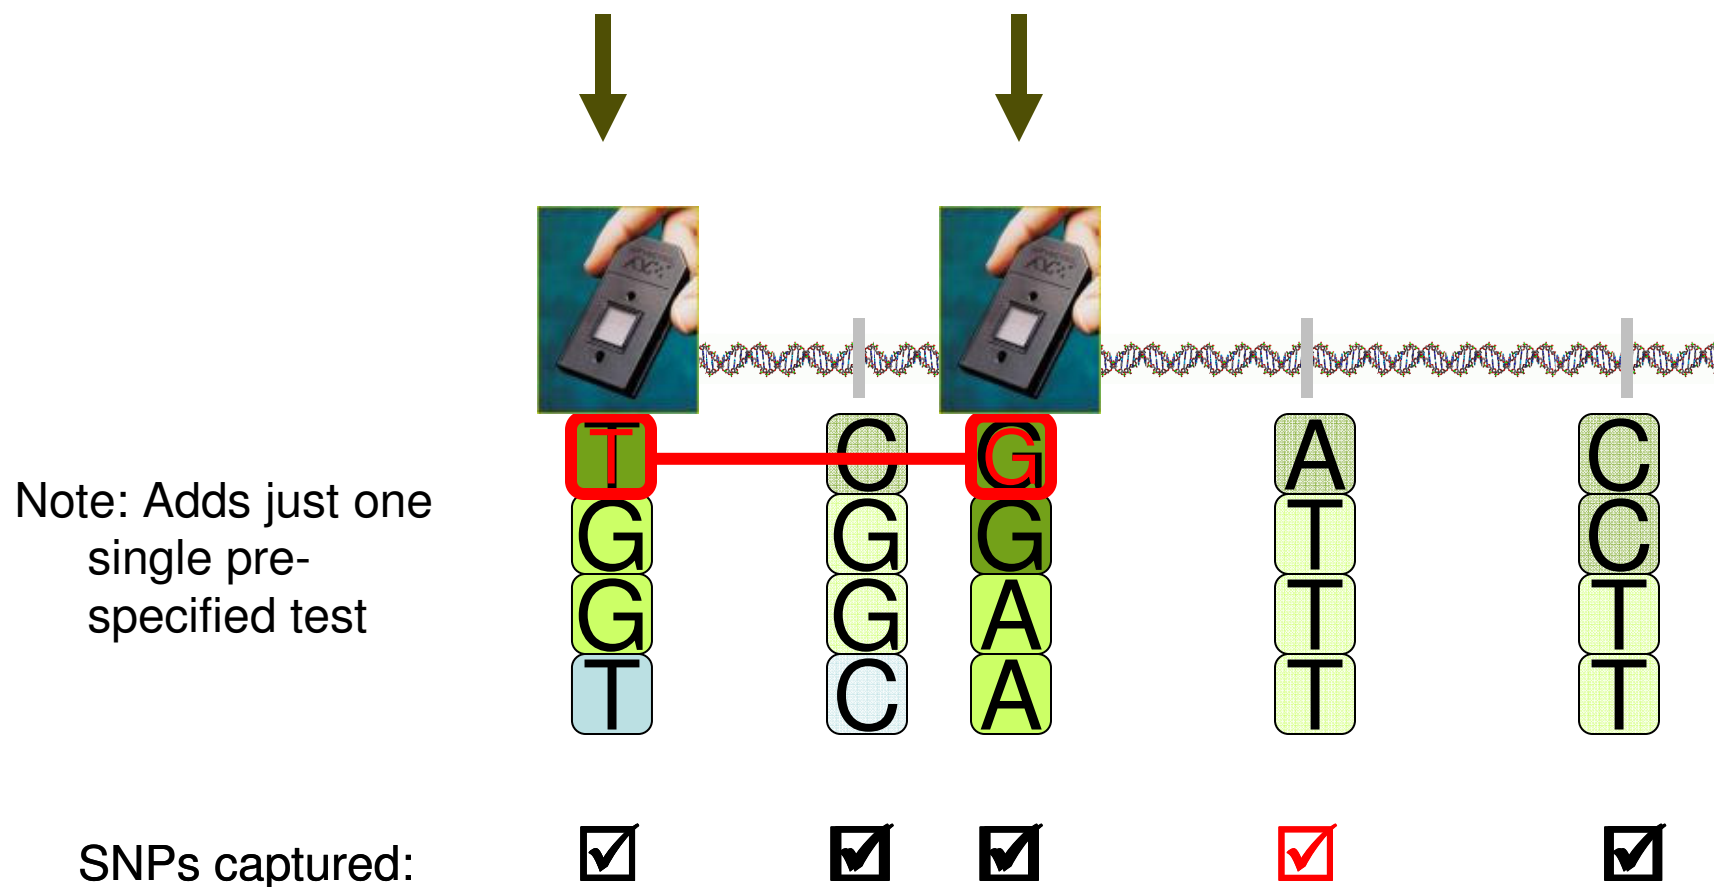 T C G A C
G G G T C
G G A T T
T C A T T
Note: Adds just one
single pre-
specified test
SNPs captured: